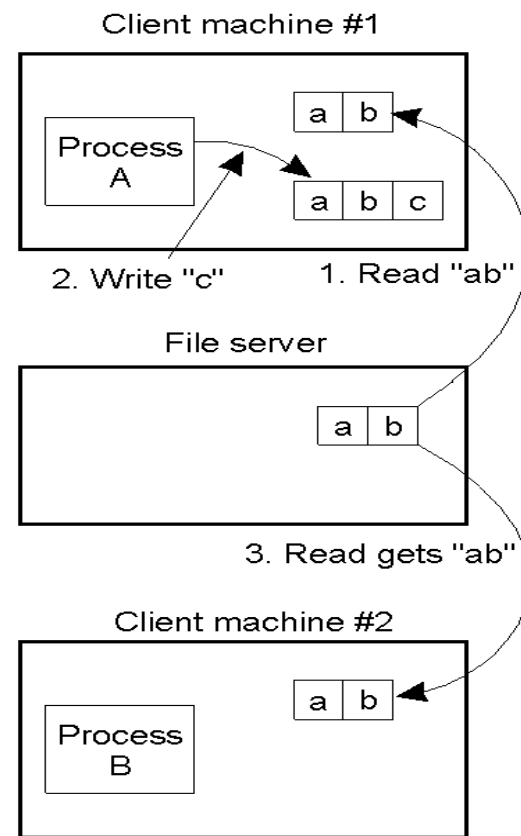 Client machine #1
a b
Process
A
a b c
2. Write "c"
1. Read "ab"
File server
a b
3. Read gets "ab"
Client machine #2
a b
Process
B